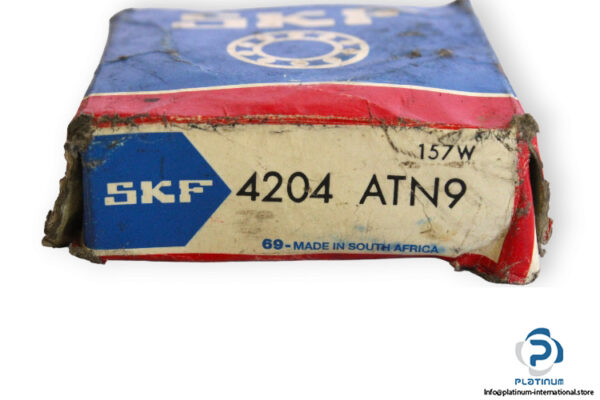 SKF
157W
SKF 4204 ATN9
69-MADE IN SOUTH AFRICA
PLATINUM
Info@platinum-international.store